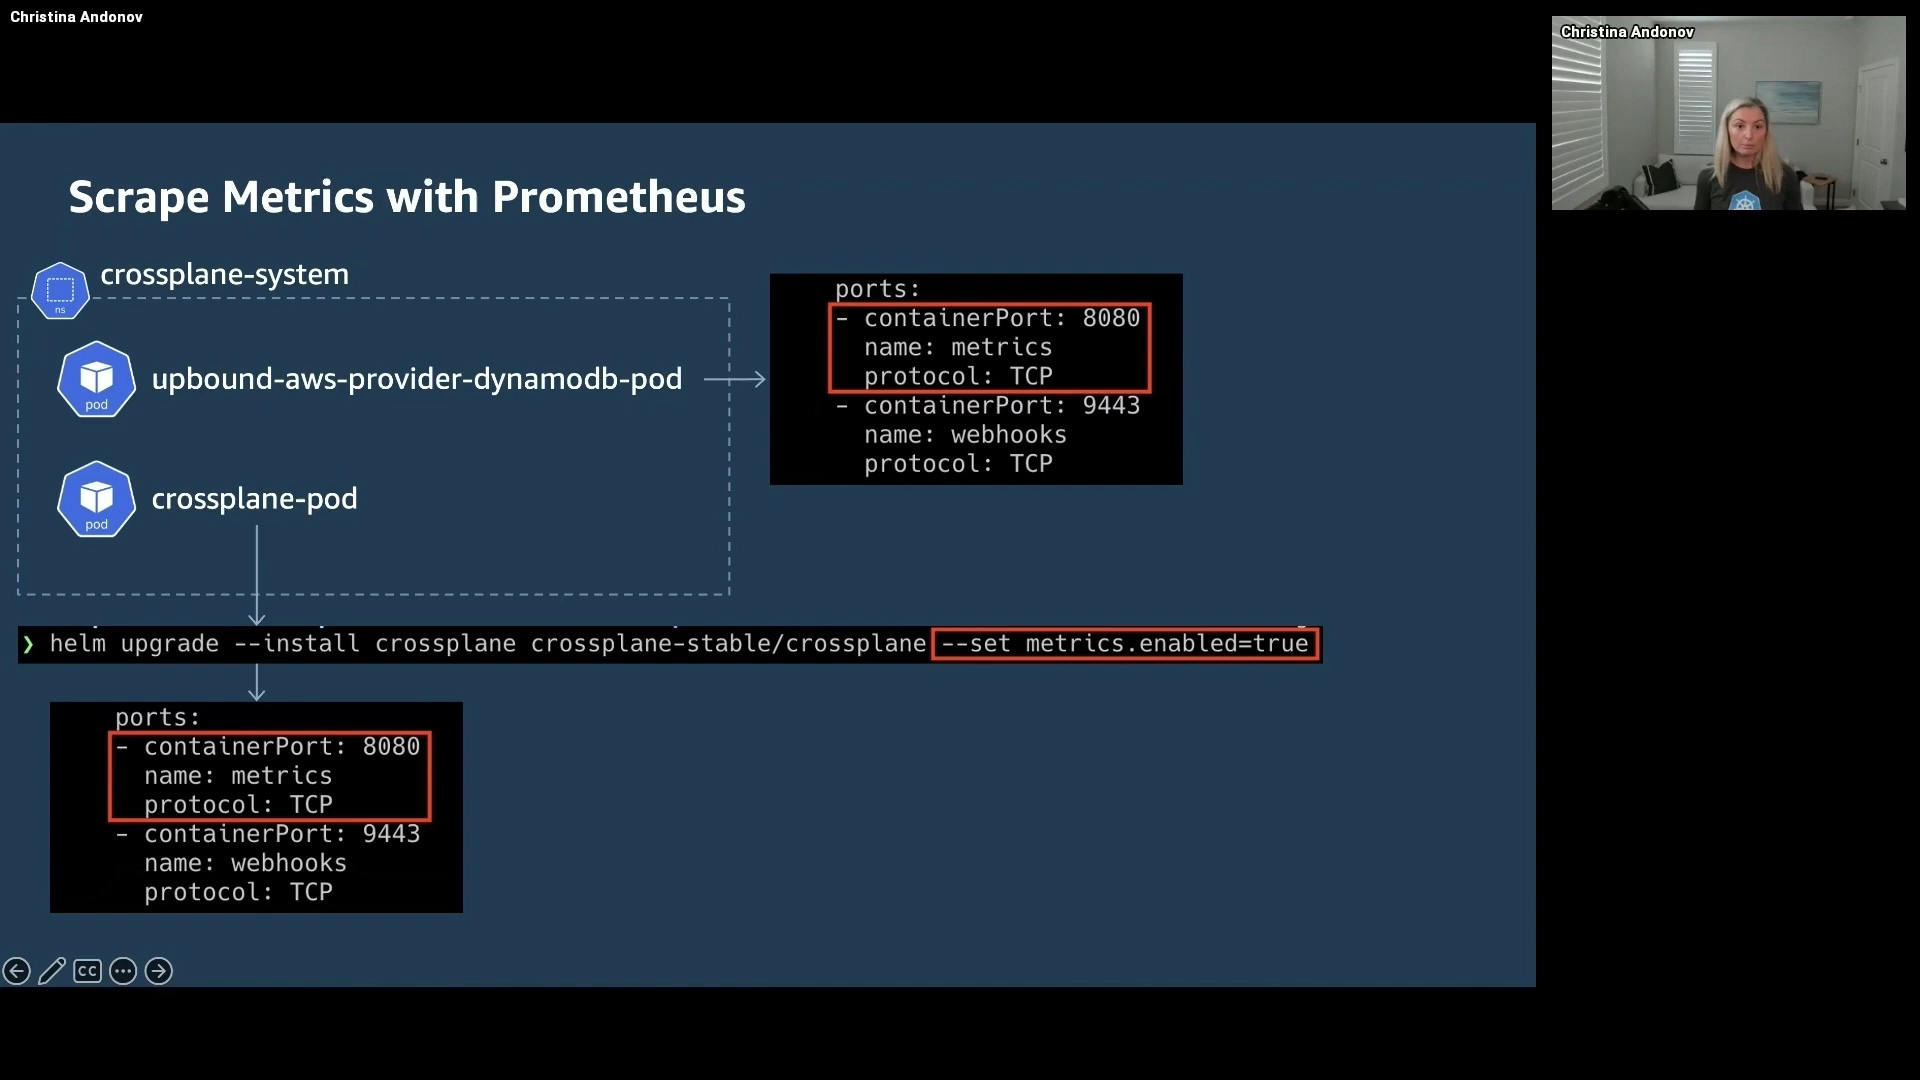 Christina Andonov
Christina Andonov
Scrape Metrics with Prometheus
crossplane-system
ns
pod
upbound-aws-provider-dynamodb-pod
ports:
- containerPort: 8080
name: metrics
protocol: TCP
- containerPort: 9443
name: webhooks
protocol: TCP
pod
crossplane-pod
❯ helm upgrade --install crossplane crossplane-stable/crossplane --set metrics.enabled=true
ports:
- containerPort: 8080
name: metrics
protocol: TCP
- containerPort: 9443
name: webhooks
protocol: TCP
CC